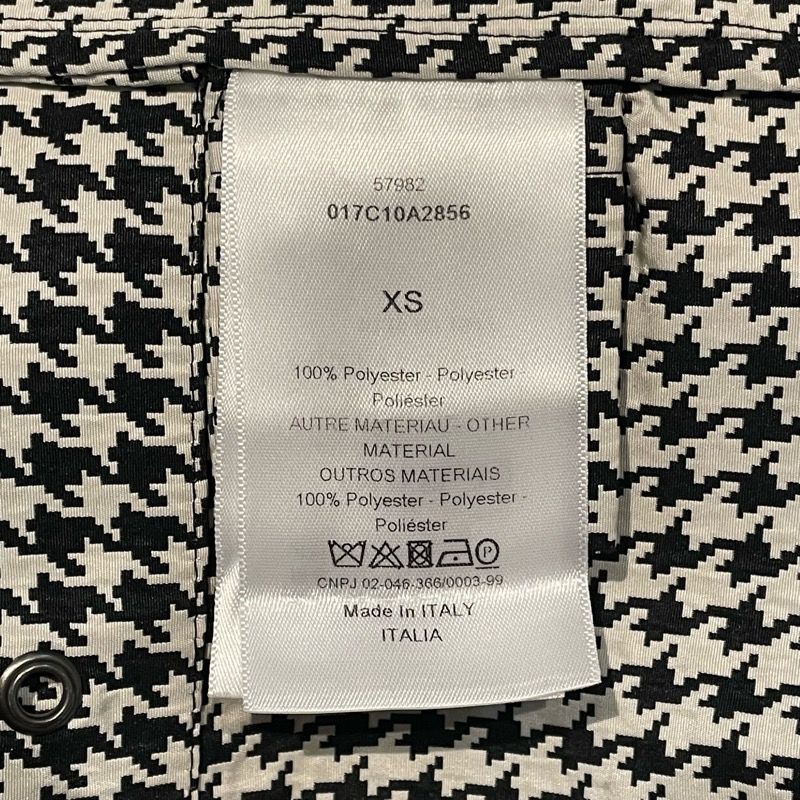 57982
017C10A2856
XS
100% Polyester - Polyester -
Poliéster
AUTRE MATERIAU - OTHER
MATERIAL
OUTROS MATERIAIS
100% Polyester - Polyester -
Poliéster
P
CNPJ 02-046-366/0003-99
Made In ITALY
ITALIA